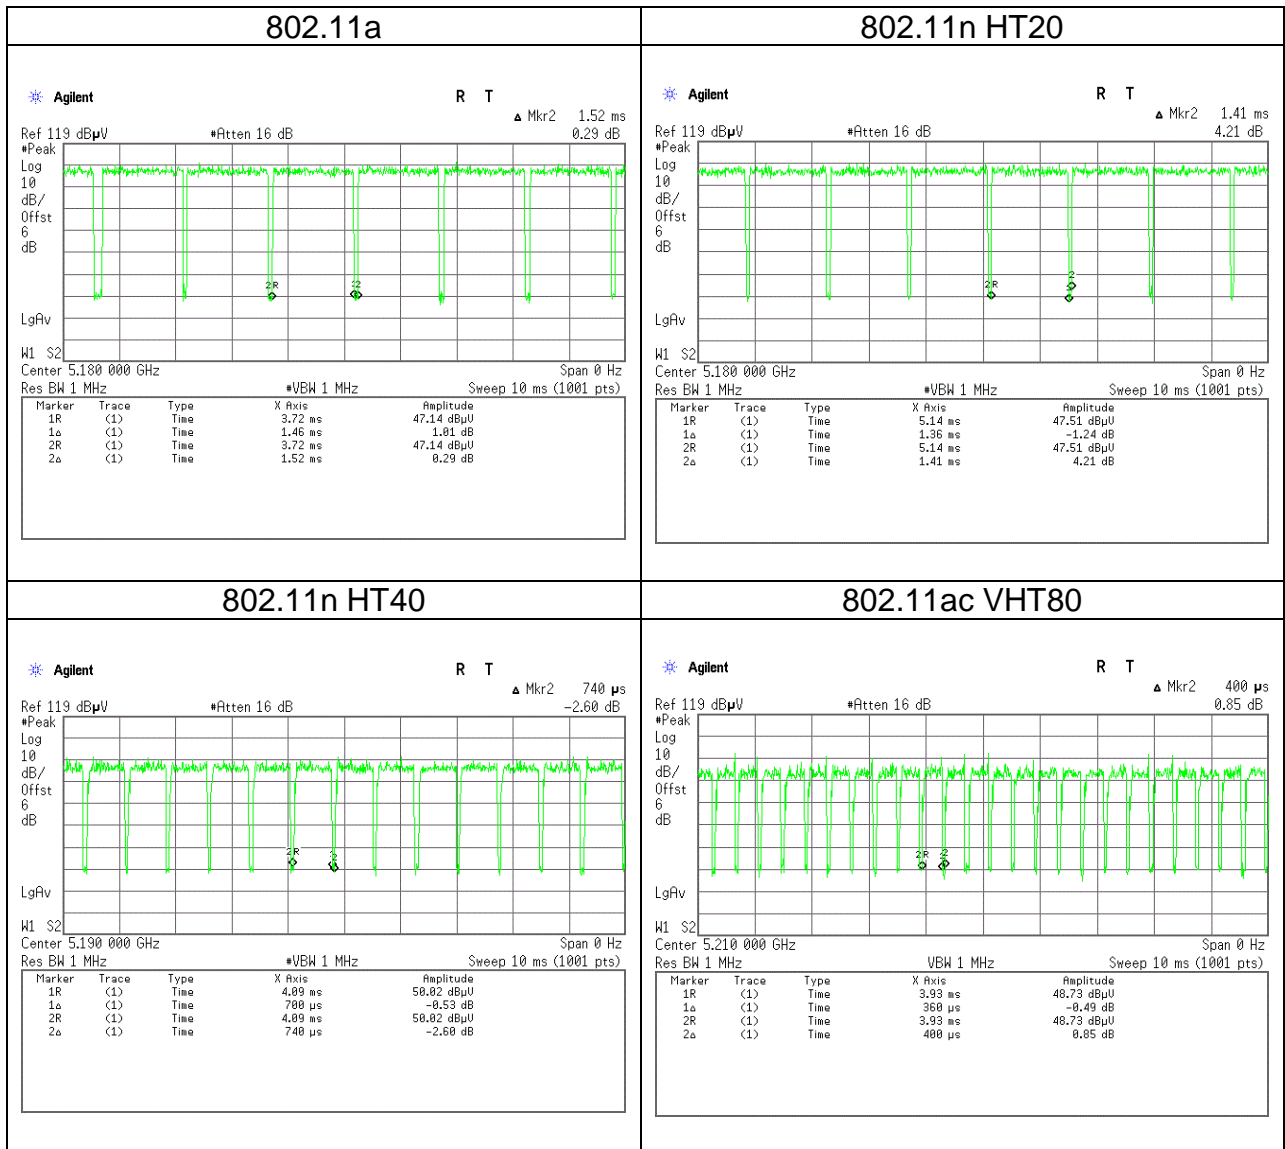 802.11a
Agilent
R T
Δ Mkr2 1.52 ms
Ref 119 dBµV #Atten 16 dB 0.29 dB
#Peak
Log
10
dB/
Offst
6
dB
2R
LgAv
W1 S2
Center 5.180 000 GHz Span 0 Hz
Res BW 1 MHz #VBW 1 MHz Sweep 10 ms (1001 pts)
Marker Trace Type X Axis Amplitude
1R (1) Time 3.72 ms 47.14 dBµV
1Δ (1) Time 1.46 ms 1.01 dB
2R (1) Time 3.72 ms 47.14 dBµV
2Δ (1) Time 1.52 ms 0.29 dB
802.11n HT20
Agilent
R T
Δ Mkr2 1.41 ms
Ref 119 dBµV #Atten 16 dB 4.21 dB
#Peak
Log
10
dB/
Offst
6
dB
2R
2
LgAv
W1 S2
Center 5.180 000 GHz Span 0 Hz
Res BW 1 MHz #VBW 1 MHz Sweep 10 ms (1001 pts)
Marker Trace Type X Axis Amplitude
1R (1) Time 5.14 ms 47.51 dBµV
1Δ (1) Time 1.36 ms -1.24 dB
2R (1) Time 5.14 ms 47.51 dBµV
2Δ (1) Time 1.41 ms 4.21 dB
802.11n HT40
Agilent
R T
Δ Mkr2 740 µs
Ref 119 dBµV #Atten 16 dB -2.60 dB
#Peak
Log
10
dB/
Offst
6
dB
2R
LgAv
W1 S2
Center 5.190 000 GHz Span 0 Hz
Res BW 1 MHz #VBW 1 MHz Sweep 10 ms (1001 pts)
Marker Trace Type X Axis Amplitude
1R (1) Time 4.09 ms 50.02 dBµV
1Δ (1) Time 700 µs -0.53 dB
2R (1) Time 4.09 ms 50.02 dBµV
2Δ (1) Time 740 µs -2.60 dB
802.11ac VHT80
Agilent
R T
Δ Mkr2 400 µs
Ref 119 dBµV #Atten 16 dB 0.85 dB
#Peak
Log
10
dB/
Offst
6
dB
2R
2
LgAv
W1 S2
Center 5.210 000 GHz Span 0 Hz
Res BW 1 MHz VBW 1 MHz Sweep 10 ms (1001 pts)
Marker Trace Type X Axis Amplitude
1R (1) Time 3.93 ms 48.73 dBµV
1Δ (1) Time 360 µs -0.49 dB
2R (1) Time 3.93 ms 48.73 dBµV
2Δ (1) Time 400 µs 0.85 dB